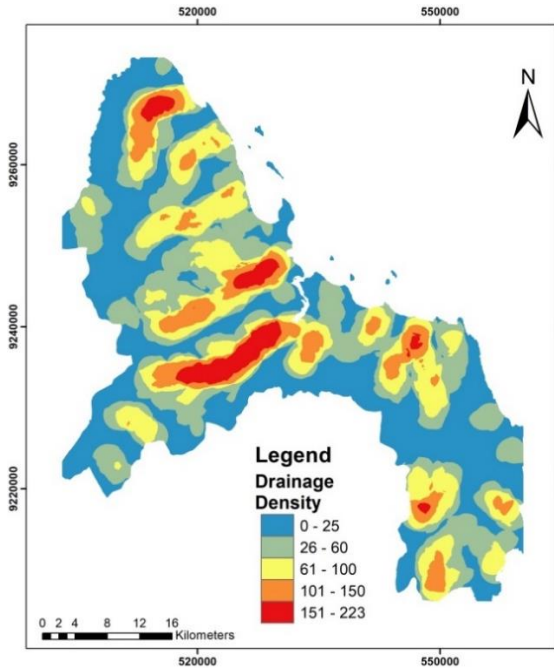 520000 550000
N
9260000
9240000
9220000
Legend
Drainage
Density
0 - 25
26 - 60
61 - 100
101 - 150
151 - 223
0 2 4 8 12 16
Kilometers
520000 550000